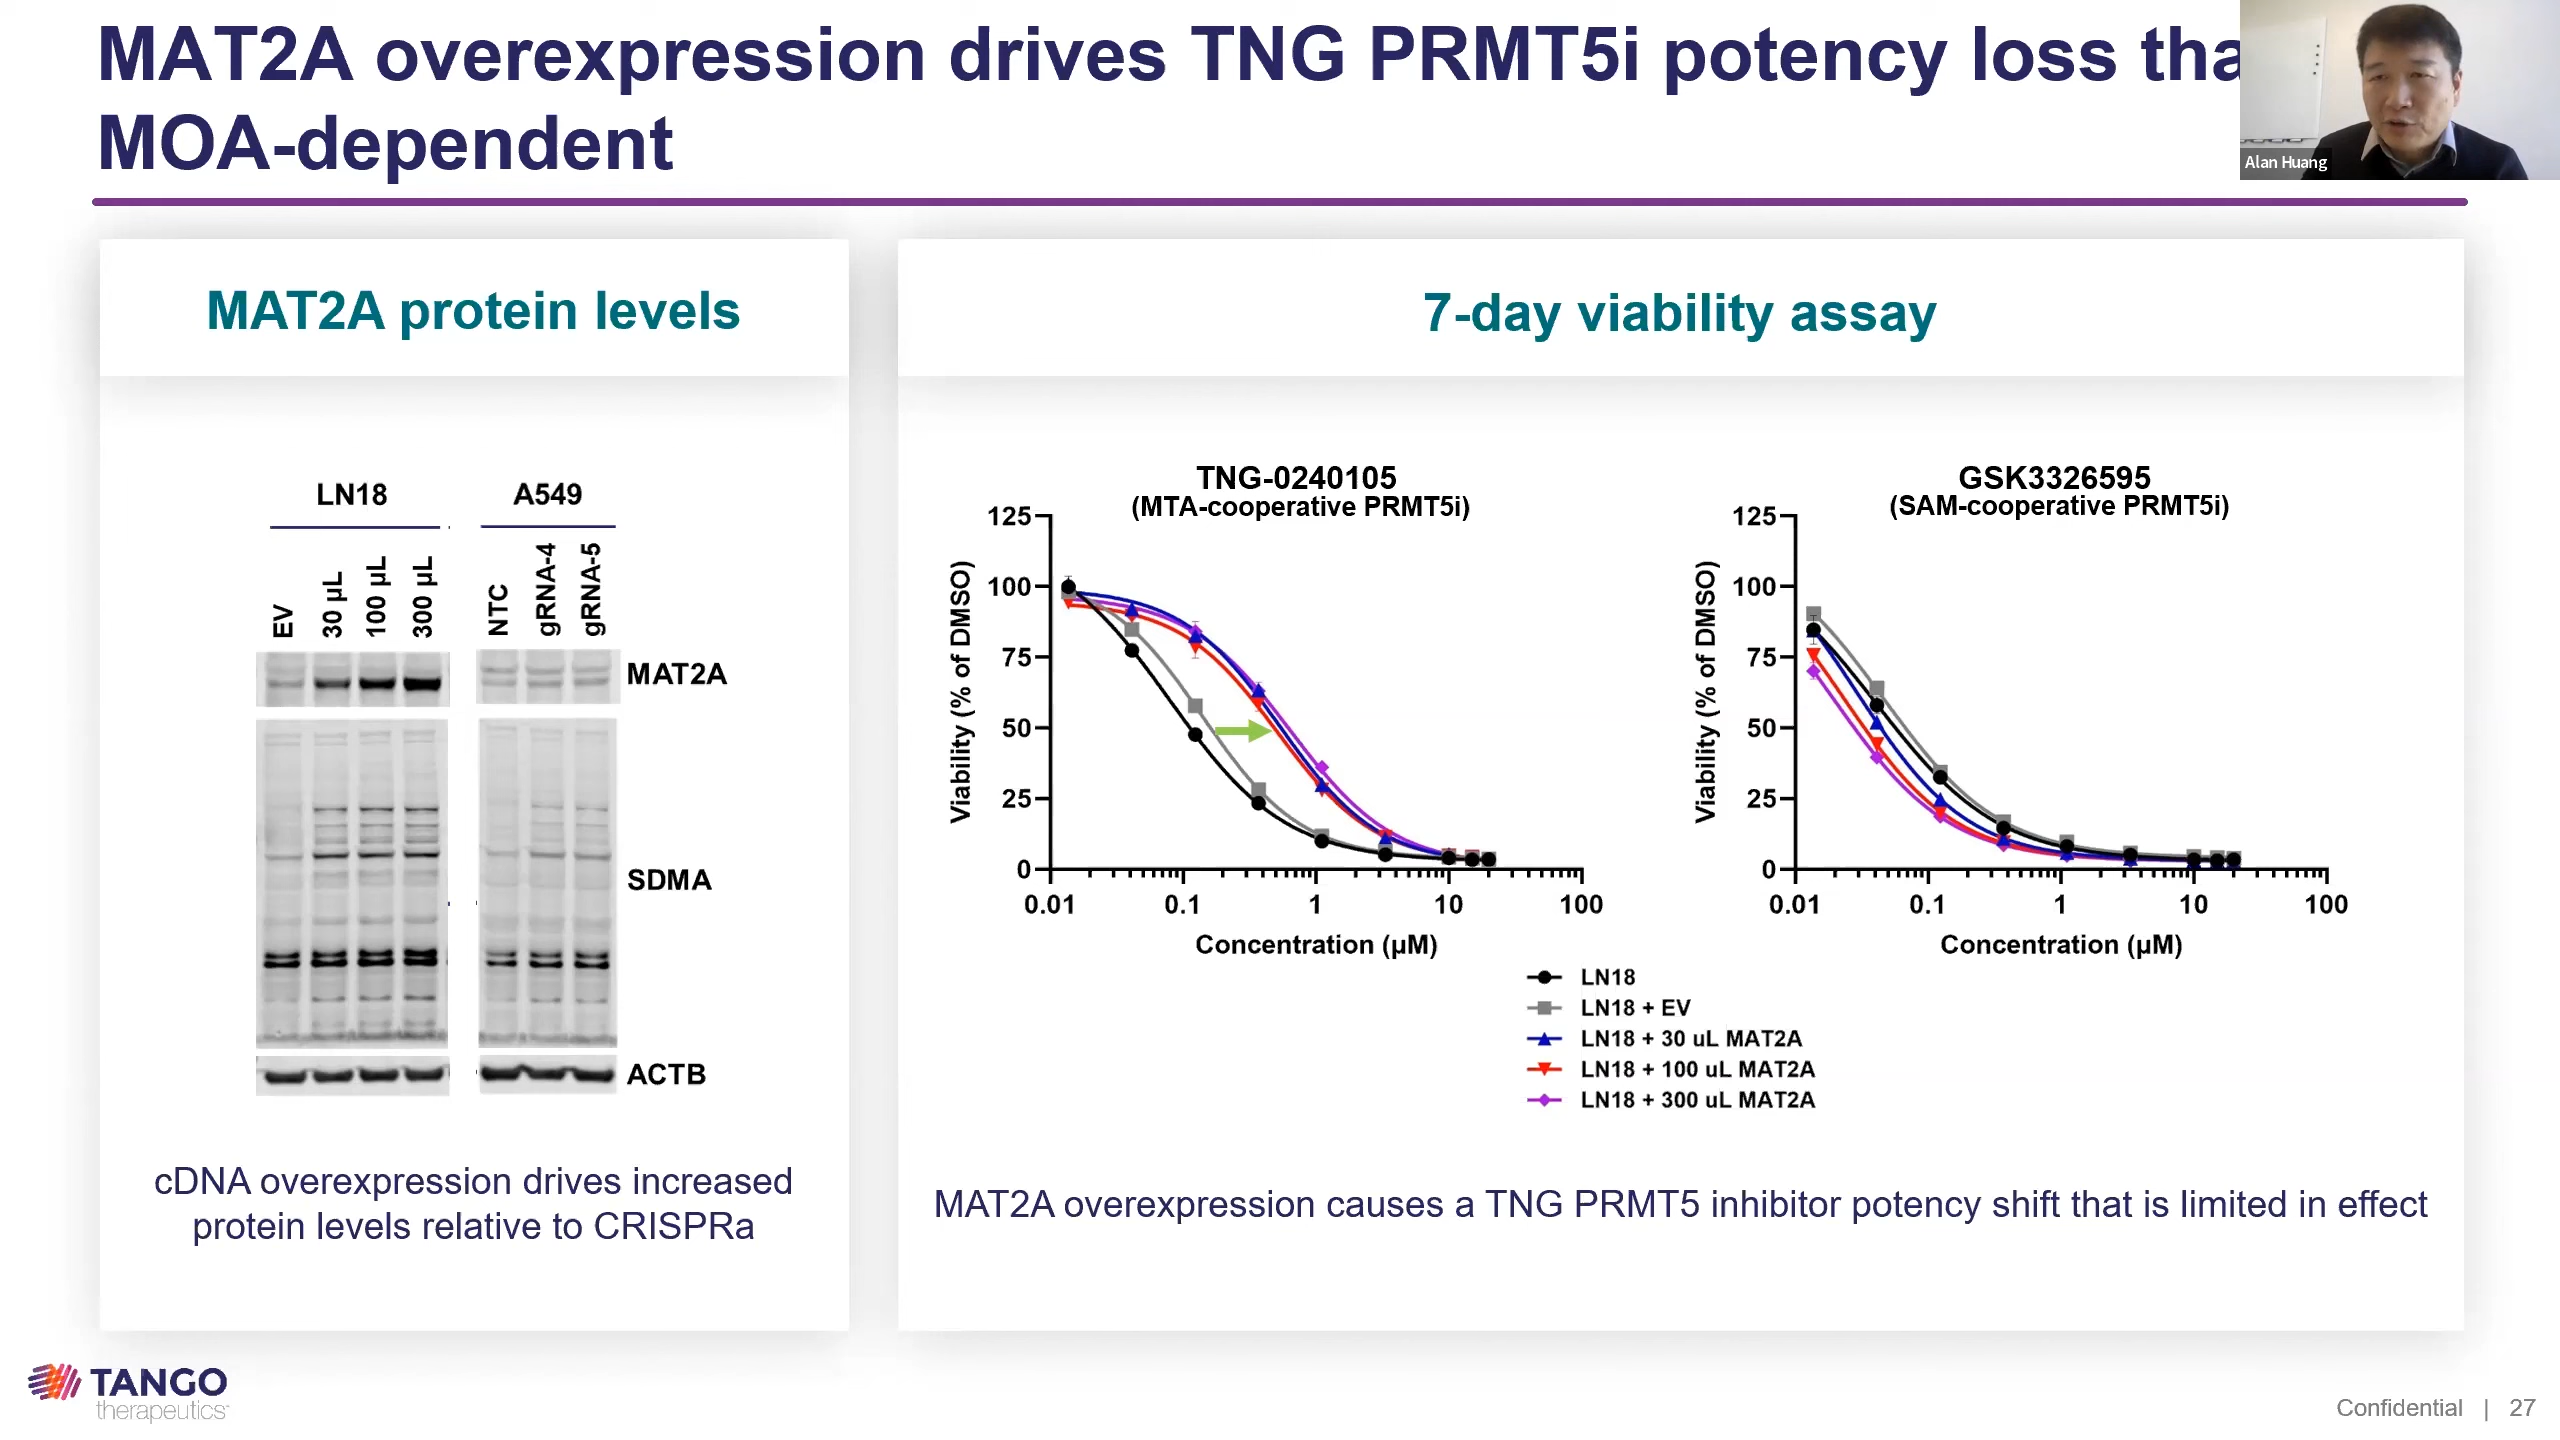 MAT2A overexpression drives TNG PRMT5i potency loss
MOA-dependent
Alan Huang
MAT2A protein levels
LN18
A549
EV
30 µL
100 µL
300 µL
NTC
gRNA-4
gRNA-5
MAT2A
SDMA
ACTB
cDNA overexpression drives increased
protein levels relative to CRISPRa
7-day viability assay
TNG-0240105
(MTA-cooperative PRMT5i)
Viability (% of DMSO)
125
100
75
50
25
0
0.01
0.1
1
10
100
Concentration (µM)
GSK3326595
(SAM-cooperative PRMT5i)
Viability (% of DMSO)
125
100
75
50
25
0
0.01
0.1
1
10
100
Concentration (µM)
LN18
LN18 + EV
LN18 + 30 uL MAT2A
LN18 + 100 uL MAT2A
LN18 + 300 uL MAT2A
MAT2A overexpression causes a TNG PRMT5 inhibitor potency shift that is limited in effect
TANGO
therapeutics
Confidential | 27